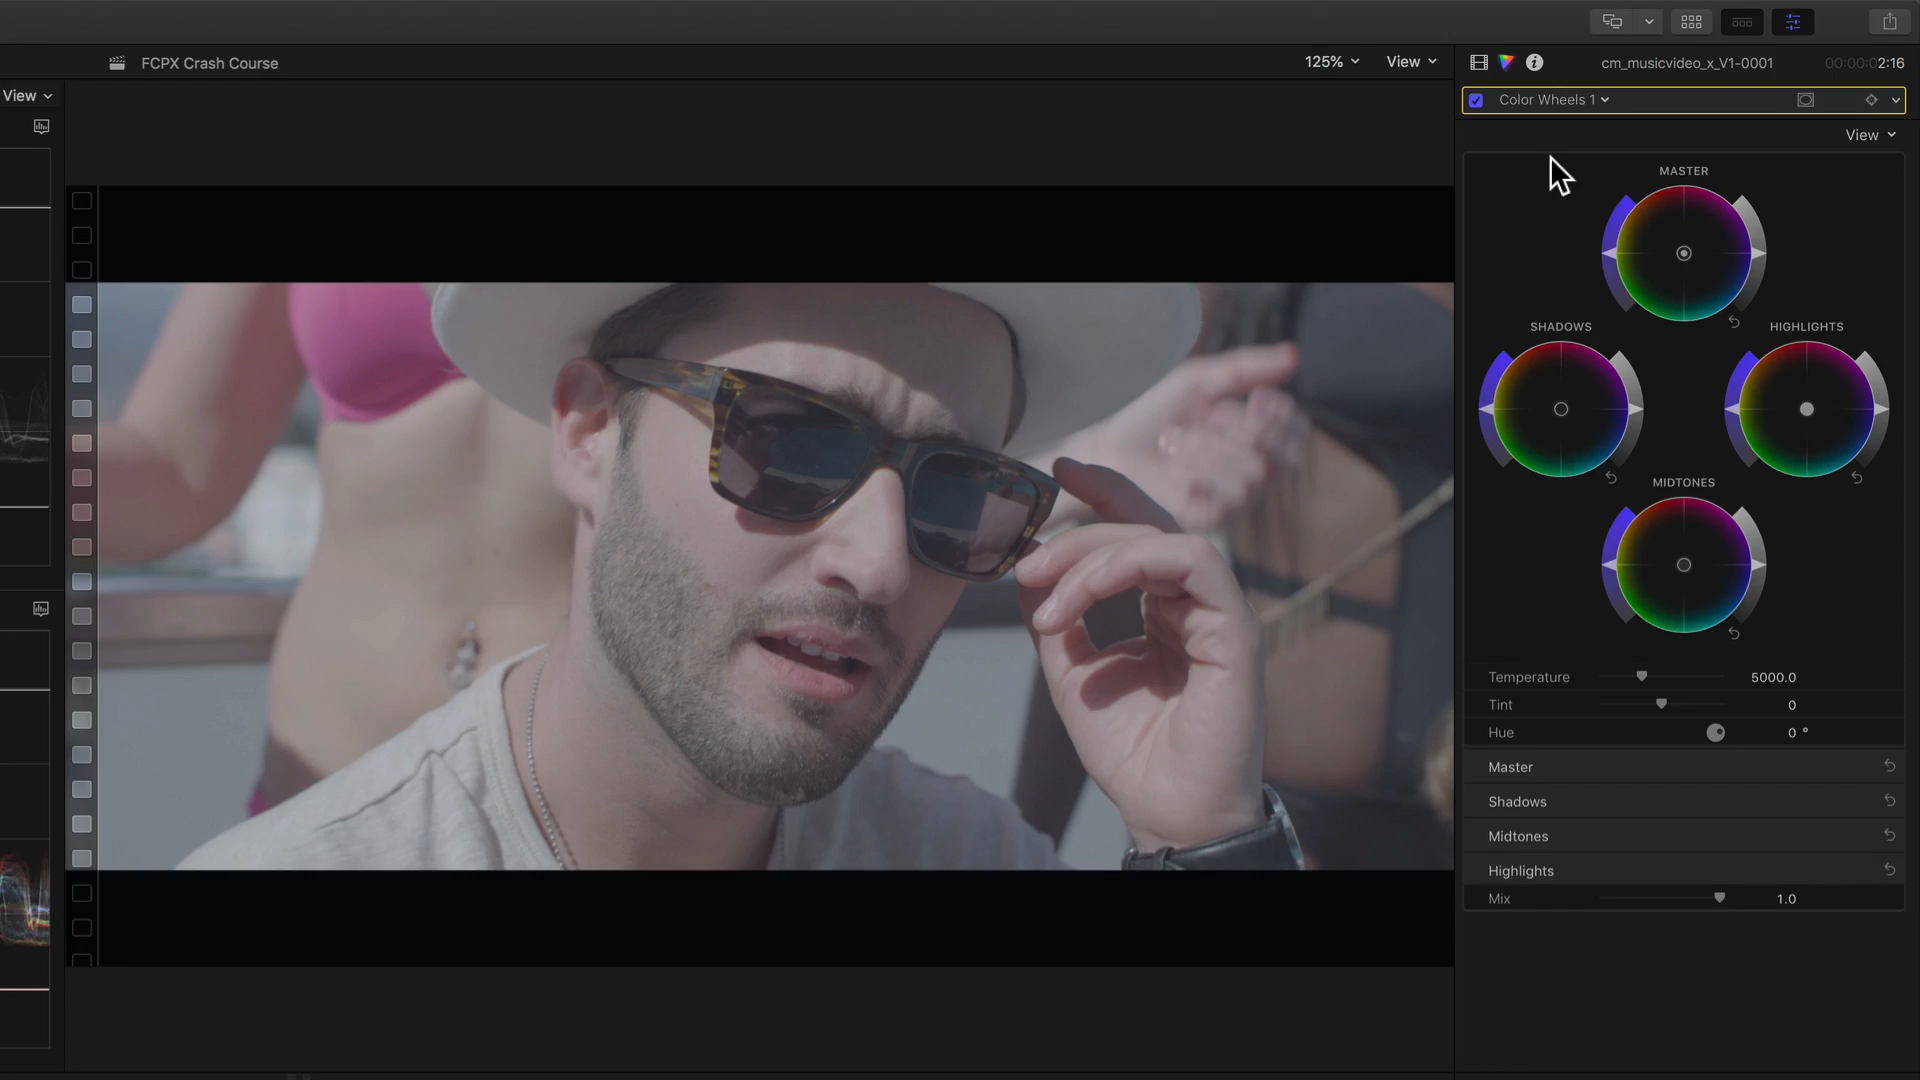 FCPX Crash Course
125%
View
cm_musicvideo_x_V1-0001
00:00:02:16
View
Color Wheels 1
View
MASTER
SHADOWS
HIGHLIGHTS
MIDTONES
Temperature 5000.0
Tint 0
Hue 0 °
Master
Shadows
Midtones
Highlights
Mix 1.0